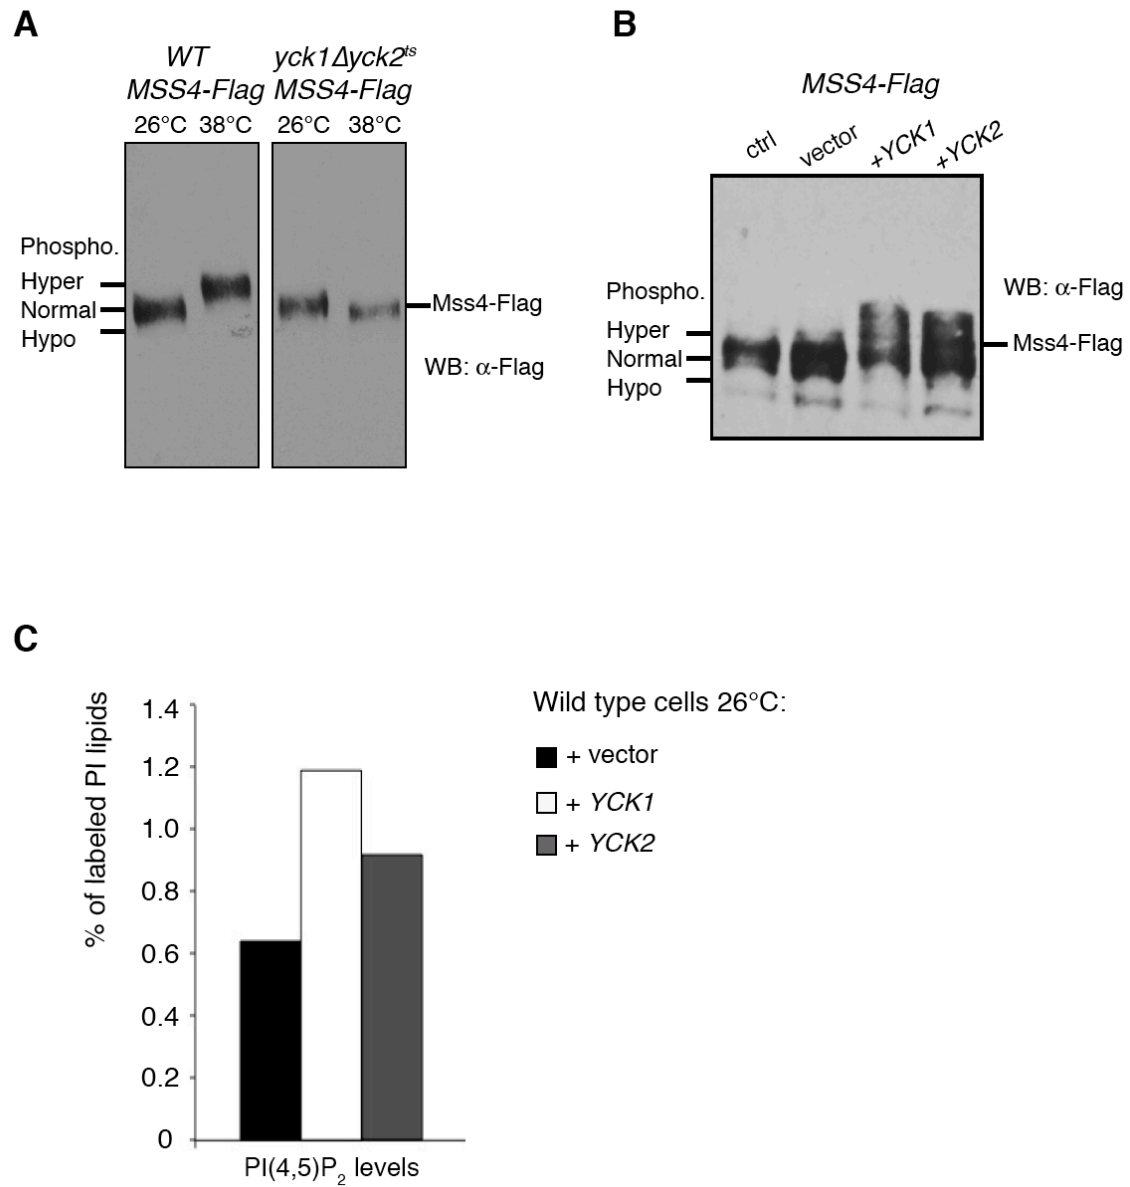 A
WT
MSS4-Flag
yck1Δyck2ts
MSS4-Flag
26°C 38°C 26°C 38°C
Phospho.
Hyper
Normal
Hypo
Mss4-Flag
WB: α-Flag
B
MSS4-Flag
ctrl vector +YCK1 +YCK2
Phospho.
Hyper
Normal
Hypo
WB: α-Flag
Mss4-Flag
C
% of labeled PI lipids
1.4
1.2
1.0
0.8
0.6
0.4
0.2
0
PI(4,5)P2 levels
Wild type cells 26°C:
+ vector
+ YCK1
+ YCK2